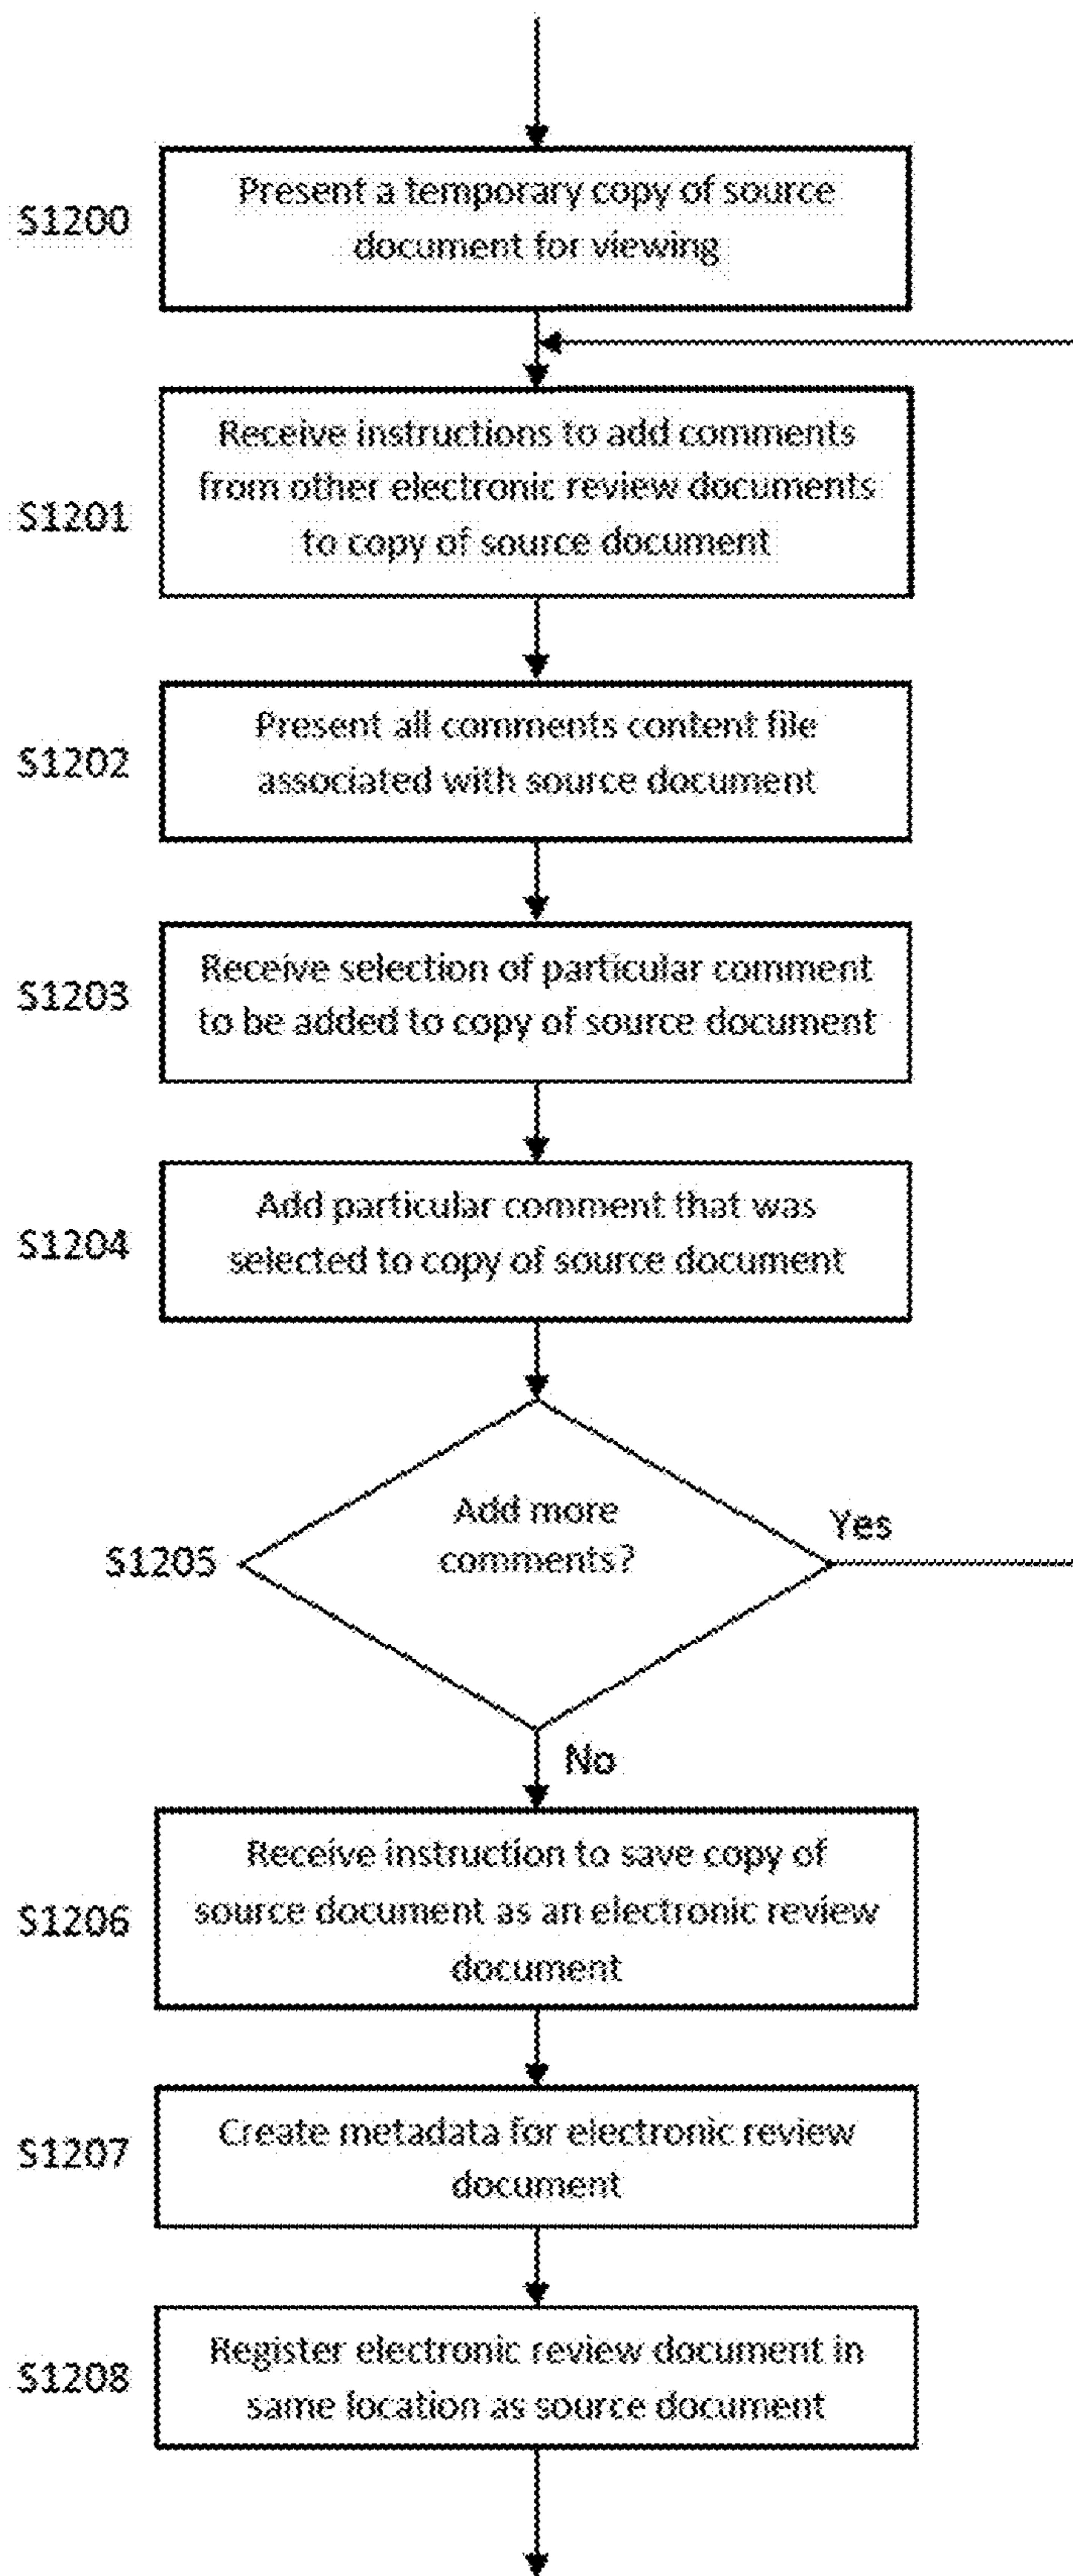 S1200
Present a temporary copy of source
document for viewing
S1201
Receive instructions to add comments
from other electronic review documents
to copy of source document
S1202
Present all comments content file
associated with source document
S1203
Receive selection of particular comment
to be added to copy of source document
S1204
Add particular comment that was
selected to copy of source document
S1205
Add more
comments?
Yes
No
S1206
Receive instruction to save copy of
source document as an electronic review
document
S1207
Create metadata for electronic review
document
S1208
Register electronic review document in
same location as source document